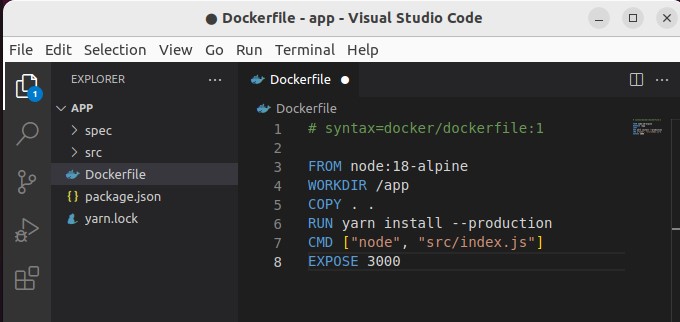 ● Dockerfile - app - Visual Studio Code
File Edit Selection View Go Run Terminal Help
EXPLORER ···
Dockerfile ●
1
APP
Dockerfile
spec
src
Dockerfile
package.json
yarn.lock
1 # syntax=docker/dockerfile:1
2
3 FROM node:18-alpine
4 WORKDIR /app
5 COPY . .
6 RUN yarn install --production
7 CMD ["node", "src/index.js"]
8 EXPOSE 3000